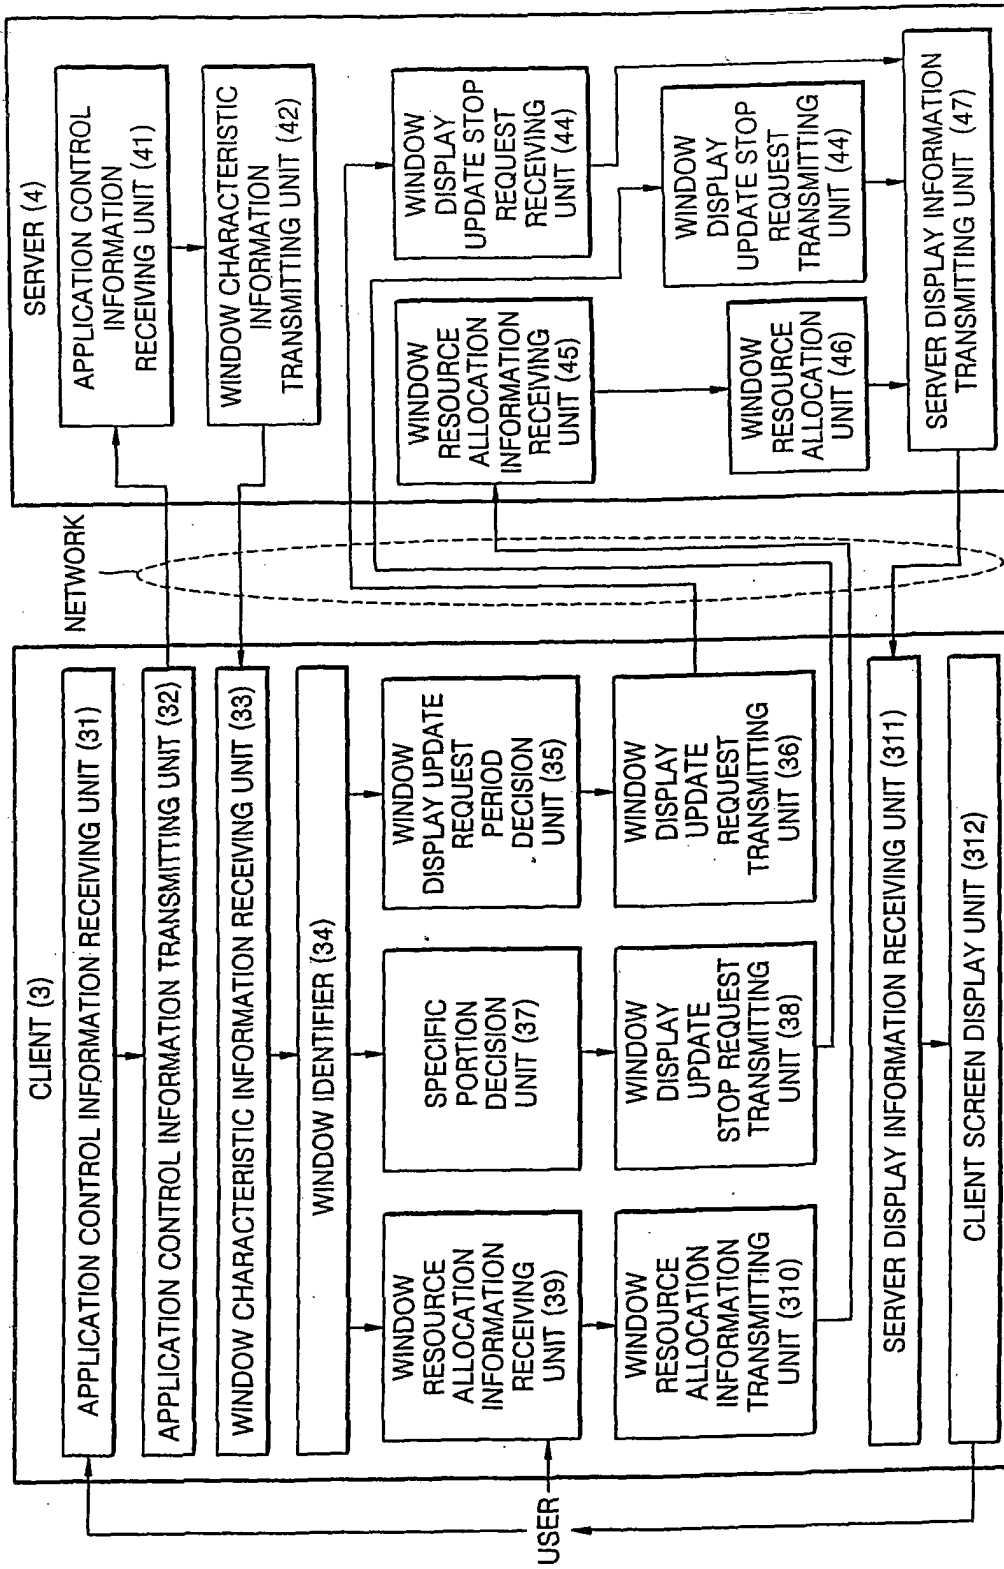 CLIENT (3)
APPLICATION CONTROL INFORMATION RECEIVING UNIT (31)
APPLICATION CONTROL INFORMATION TRANSMITTING UNIT (32)
WINDOW CHARACTERISTIC INFORMATION RECEIVING UNIT (33)
WINDOW IDENTIFIER (34)
WINDOW
RESOURCE
ALLOCATION
INFORMATION
RECEIVING
UNIT (39)
SPECIFIC
PORTION
DECISION
UNIT (37)
WINDOW
DISPLAY UPDATE
REQUEST
PERIOD
DECISION
UNIT (35)
WINDOW
RESOURCE
ALLOCATION
INFORMATION
TRANSMITTING
UNIT (310)
WINDOW
DISPLAY
UPDATE
STOP REQUEST
TRANSMITTING
UNIT (38)
WINDOW
DISPLAY
UPDATE
REQUEST
TRANSMITTING
UNIT (36)
SERVER DISPLAY INFORMATION RECEIVING UNIT (311)
CLIENT SCREEN DISPLAY UNIT (312)
USER
NETWORK
SERVER (4)
APPLICATION CONTROL
INFORMATION
RECEIVING UNIT (41)
WINDOW CHARACTERISTIC
INFORMATION
TRANSMITTING UNIT (42)
WINDOW
RESOURCE
ALLOCATION
INFORMATION
RECEIVING
UNIT (45)
WINDOW
DISPLAY
UPDATE STOP
REQUEST
RECEIVING
UNIT (44)
WINDOW
RESOURCE
ALLOCATION
UNIT (46)
WINDOW
DISPLAY
UPDATE STOP
REQUEST
TRANSMITTING
UNIT (44)
SERVER DISPLAY INFORMATION
TRANSMITTING
UNIT (47)